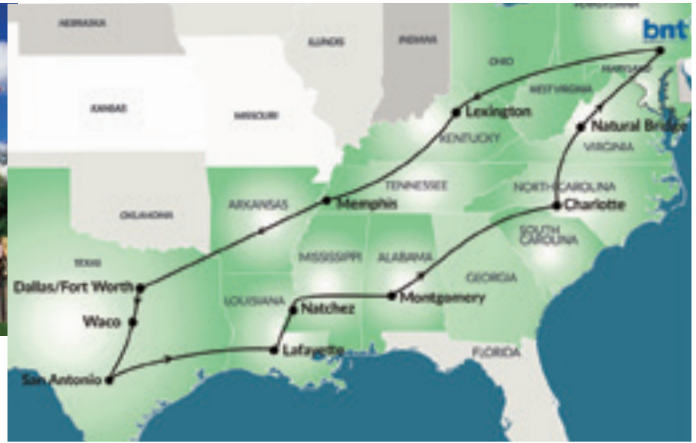 NEBRASKA
PENNSYLVANIA
bnt
ILLINOIS
INDIANA
OHIO
MARYLAND
WEST VIRGINIA
KANSAS
MISSOURI
Lexington
KENTUCKY
Natural Bridge
VIRGINIA
TENNESSEE
NORTH CAROLINA
ARKANSAS
Memphis
Charlotte
OKLAHOMA
SOUTH
CAROLINA
TEXAS
MISSISSIPPI
ALABAMA
GEORGIA
Dallas/Fort Worth
LOUISIANA
Natchez
Montgomery
Waco
Lafayette
FLORIDA
San Antonio